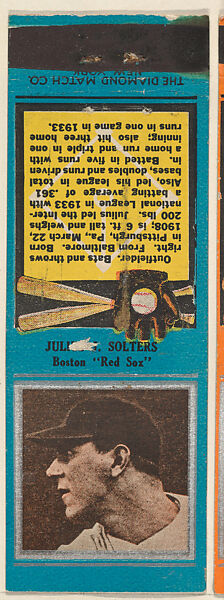 THE DIAMOND MATCH CO.
NEW YORK
Outfielder. Bats and throws
right. From Baltimore. Born
in Pittsburgh, Pa., March 22,
1908. Is 6 ft. tall and weighs
200 lbs. Julius led the Inter-
national League in 1933 with
a batting average of .361.
Also, led his league in total
bases, doubles and runs driven
in. Batted in five runs with
a home run and triple in one
inning; also hit three home
runs in one game in 1933.
SOLTERS
Boston "Red Sox"